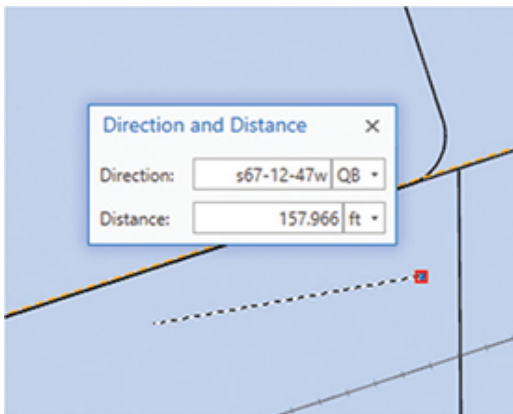 Direction and Distance
Direction: s67-12-47w QB
Distance: 157.966 ft